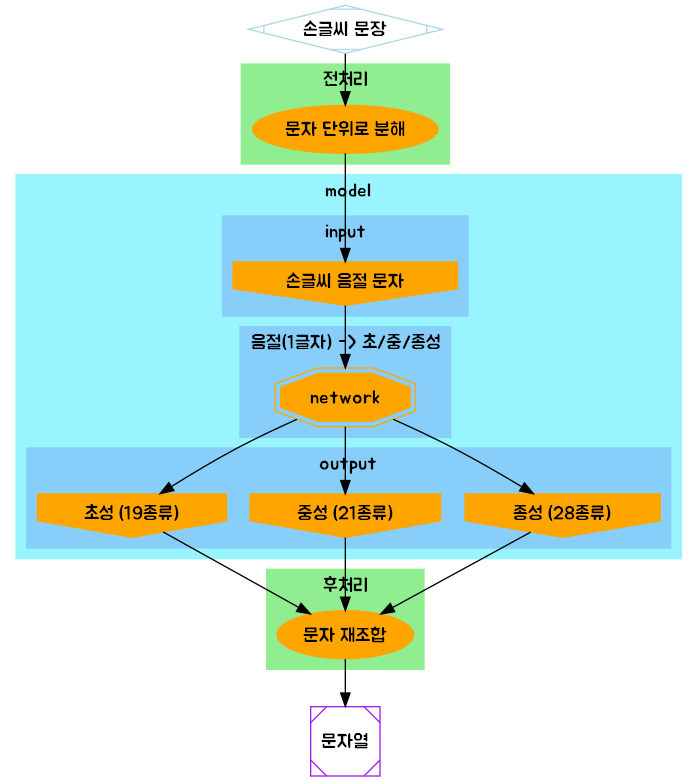 손글씨 문장
전처리
문자 단위로 분해
model
input
손글씨 음절 문자
음절(1글자) -> 초/중/종성
network
output
초성 (19종류)
중성 (21종류)
종성 (28종류)
후처리
문자 재조합
문자열